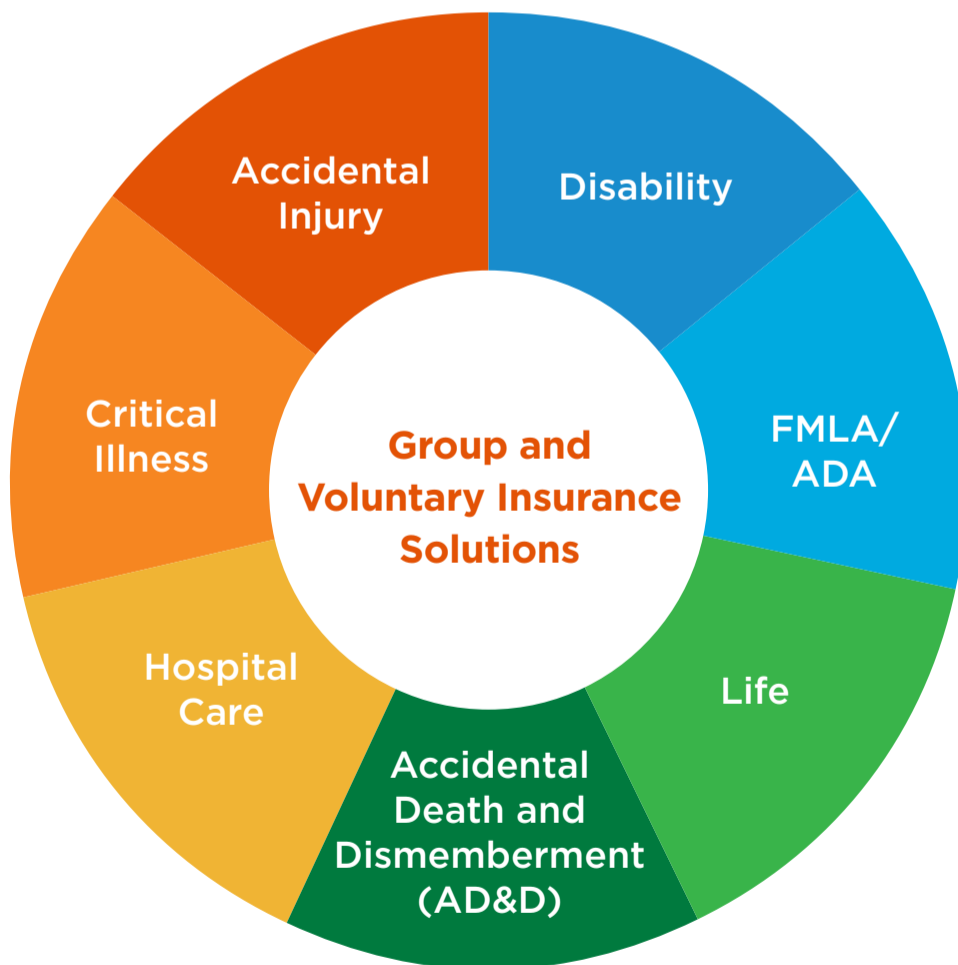 Group and
Voluntary Insurance
Solutions
Disability
FMLA/
ADA
Life
Accidental
Death and
Dismemberment
(AD&D)
Hospital
Care
Critical
Illness
Accidental
Injury